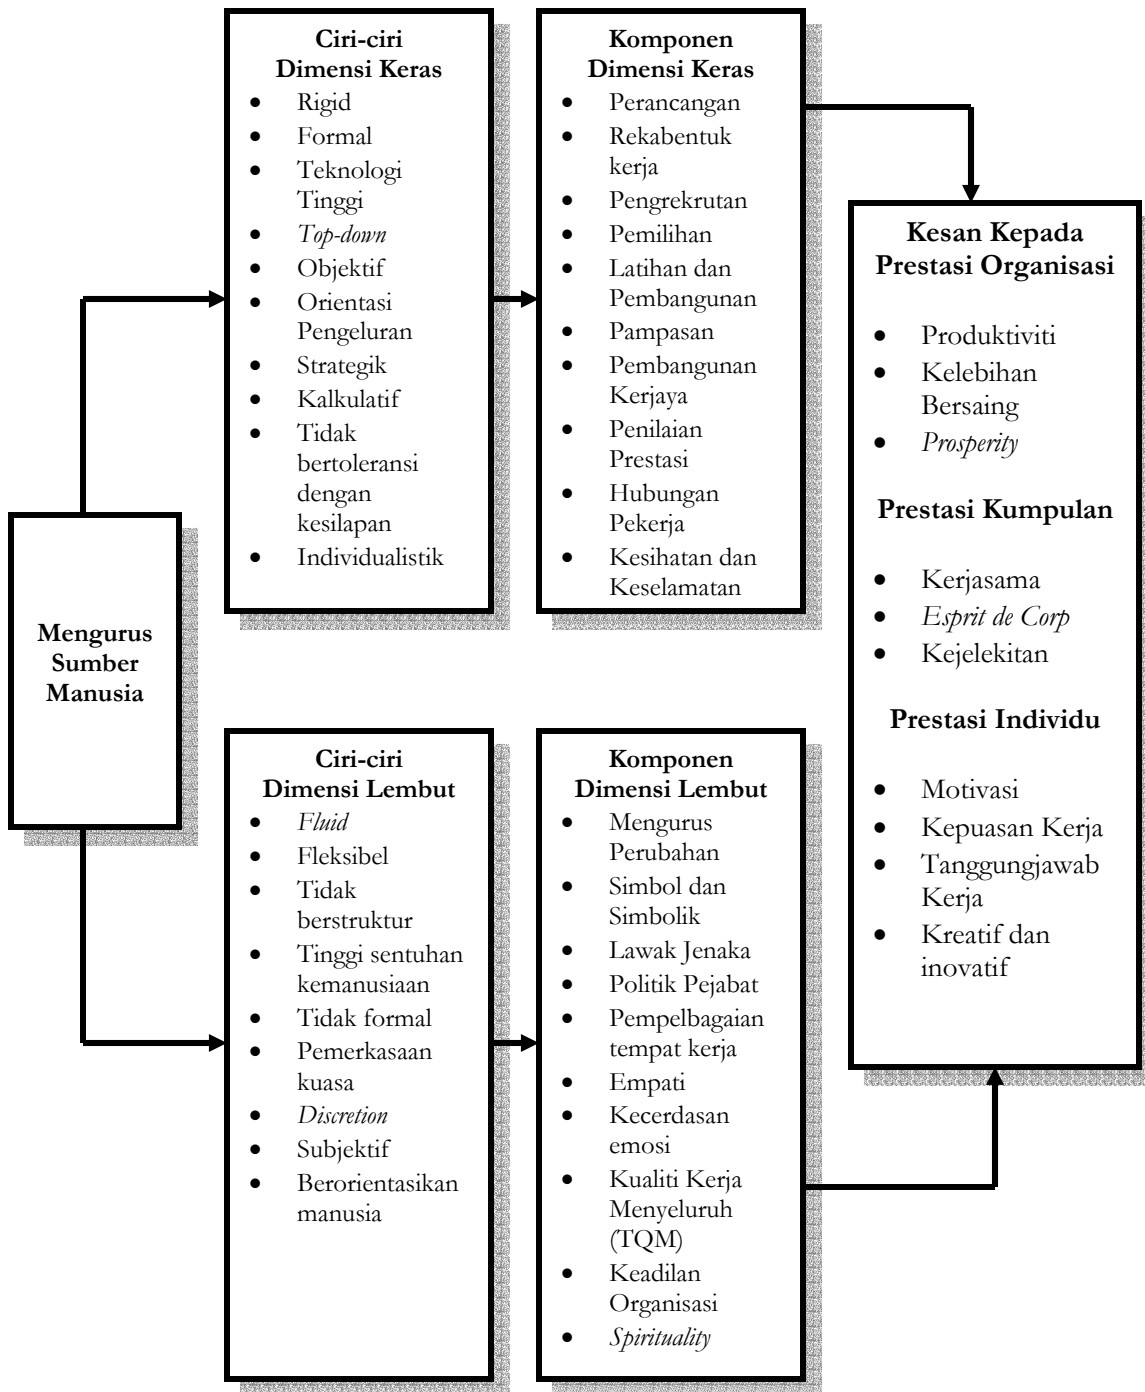 Mengurus
Sumber
Manusia
Ciri-ciri
Dimensi Keras
• Rigid
• Formal
• Teknologi
Tinggi
• Top-down
• Objektif
• Orientasi
Pengeluran
• Strategik
• Kalkulatif
• Tidak
bertoleransi
dengan
kesilapan
• Individualistik
Komponen
Dimensi Keras
• Perancangan
• Rekabentuk
kerja
• Pengrekrutan
• Pemilihan
• Latihan dan
Pembangunan
• Pampasan
• Pembangunan
Kerjaya
• Penilaian
Prestasi
• Hubungan
Pekerja
• Kesihatan dan
Keselamatan
Ciri-ciri
Dimensi Lembut
• Fluid
• Fleksibel
• Tidak
berstruktur
• Tinggi sentuhan
kemanusiaan
• Tidak formal
• Pemerkasaan
kuasa
• Discretion
• Subjektif
• Berorientasikan
manusia
Komponen
Dimensi Lembut
• Mengurus
Perubahan
• Simbol dan
Simbolik
• Lawak Jenaka
• Politik Pejabat
• Pempelbagaian
tempat kerja
• Empati
• Kecerdasan
emosi
• Kualiti Kerja
Menyeluruh
(TQM)
• Keadilan
Organisasi
• Spirituality
Kesan Kepada
Prestasi Organisasi
• Produktiviti
• Kelebihan
Bersaing
• Prosperity
Prestasi Kumpulan
• Kerjasama
• Esprit de Corp
• Kejelekitan
Prestasi Individu
• Motivasi
• Kepuasan Kerja
• Tanggungjawab
Kerja
• Kreatif dan
inovatif